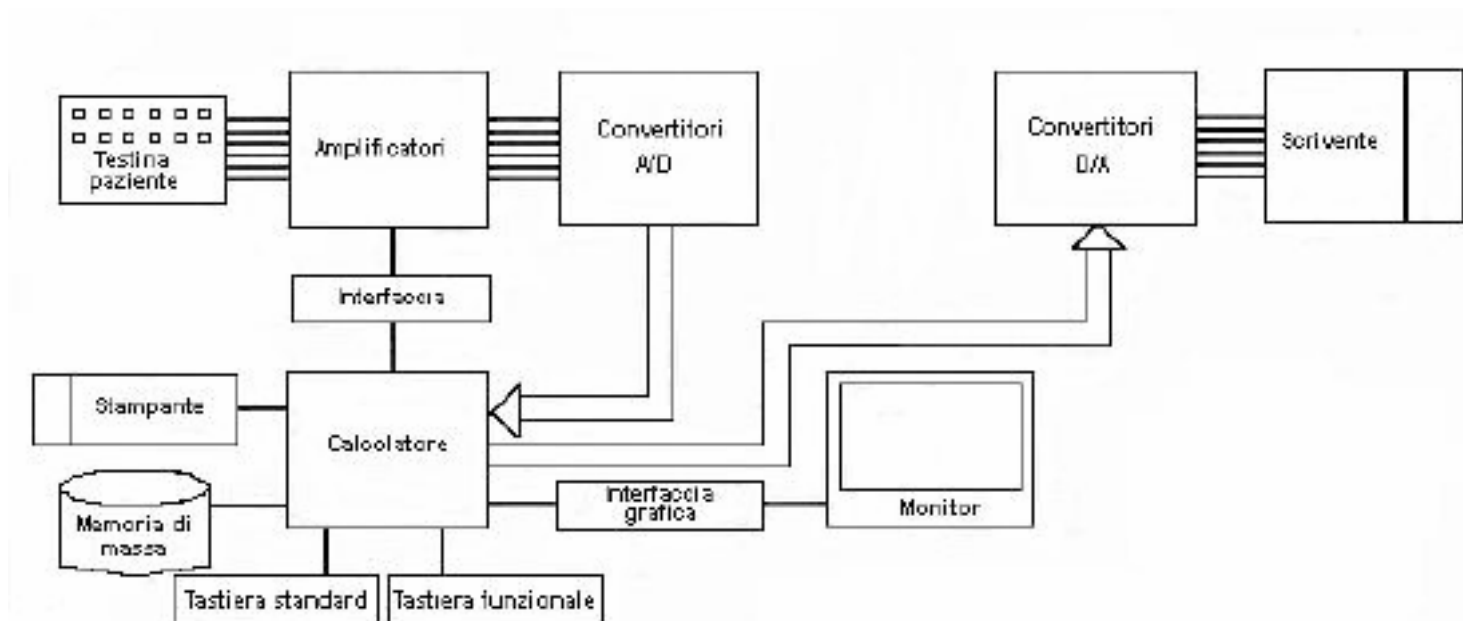 Testina
paziente
Amplificatori
Convertitori
A/D
Convertitori
D/A
Scrivente
Interfaccia
Stampante
Calcolatore
Memoria di
massa
Interfaccia
grafica
Monitor
Tastiera standard
Tastiera funzionale